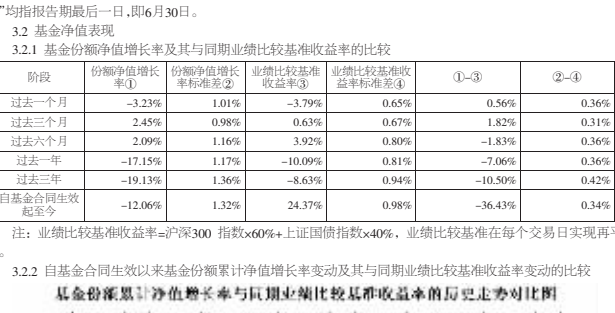 ”均指报告期最后一日,即6月30日。
3.2 基金净值表现
3.2.1 基金份额净值增长率及其与同期业绩比较基准收益率的比较
阶段 份额净值增长率① 份额净值增长率标准差② 业绩比较基准收益率③ 业绩比较基准收益率标准差④ ①-③ ②-④
过去一个月 -3.23% 1.01% -3.79% 0.65% 0.56% 0.36%
过去三个月 2.45% 0.98% 0.63% 0.67% 1.82% 0.31%
过去六个月 2.09% 1.16% 3.92% 0.80% -1.83% 0.36%
过去一年 -17.15% 1.17% -10.09% 0.81% -7.06% 0.36%
过去三年 -19.13% 1.36% -8.63% 0.94% -10.50% 0.42%
自基金合同生效起至今 -12.06% 1.32% 24.37% 0.98% -36.43% 0.34%
注：业绩比较基准收益率=沪深300 指数×60%+上证国债指数×40%，业绩比较基准在每个交易日实现再
。
3.2.2 自基金合同生效以来基金份额累计净值增长率变动及其与同期业绩比较基准收益率变动的比较
基金份额累计净值增长率与同期业绩比较基准收益率的历史走势对比图